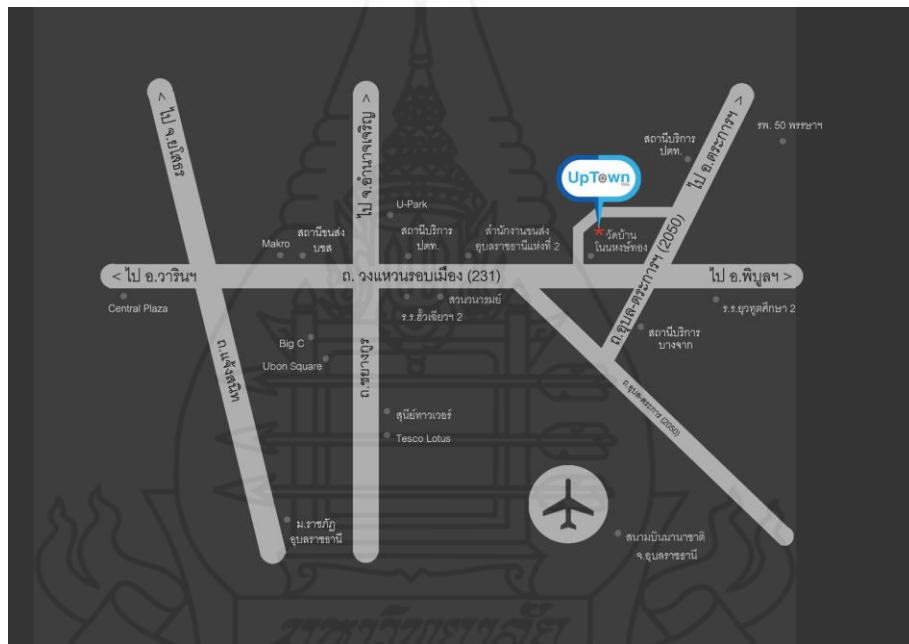 < ไป จ.ยโสธร
ไป จ.อำนาจเจริญ >
ไป อ.ตระการฯ >
รพ. 50 พรรษาฯ
สถานีบริการ
ปตท.
UpTown
U-Park
Makro
สถานีขนส่ง
บขส
สถานีบริการ
ปตท.
สำนักงานขนส่ง
อุบลราชธานีแห่งที่ 2
วัดบ้าน
โนนหงษ์ทอง
< ไป อ.วารินฯ
ถ. วงแหวนรอบเมือง (231)
ถ.อุบล-ตระการฯ (2050)
ไป อ.พิบูลฯ >
Central Plaza
สวนวนารมย์
ร.ร.ฮั้วเฉียวฯ 2
ร.ร.ยุวทูตศึกษา 2
สถานีบริการ
บางจาก
Big C
Ubon Square
ถ.แจ้งสนิท
ถ.ชยางกูร
ถ.อุบล-ตระการ (2050)
สุนีย์ทาวเวอร์
Tesco Lotus
ม.ราชภัฏ
อุบลราชธานี
สนามบินนานาชาติ
จ.อุบลราชธานี